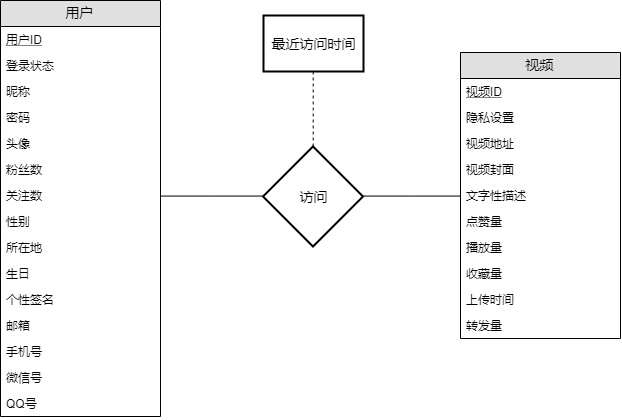 用户
用户ID
登录状态
昵称
密码
头像
粉丝数
关注数
性别
所在地
生日
个性签名
邮箱
手机号
微信号
QQ号
最近访问时间
访问
视频
视频ID
隐私设置
视频地址
视频封面
文字性描述
点赞量
播放量
收藏量
上传时间
转发量